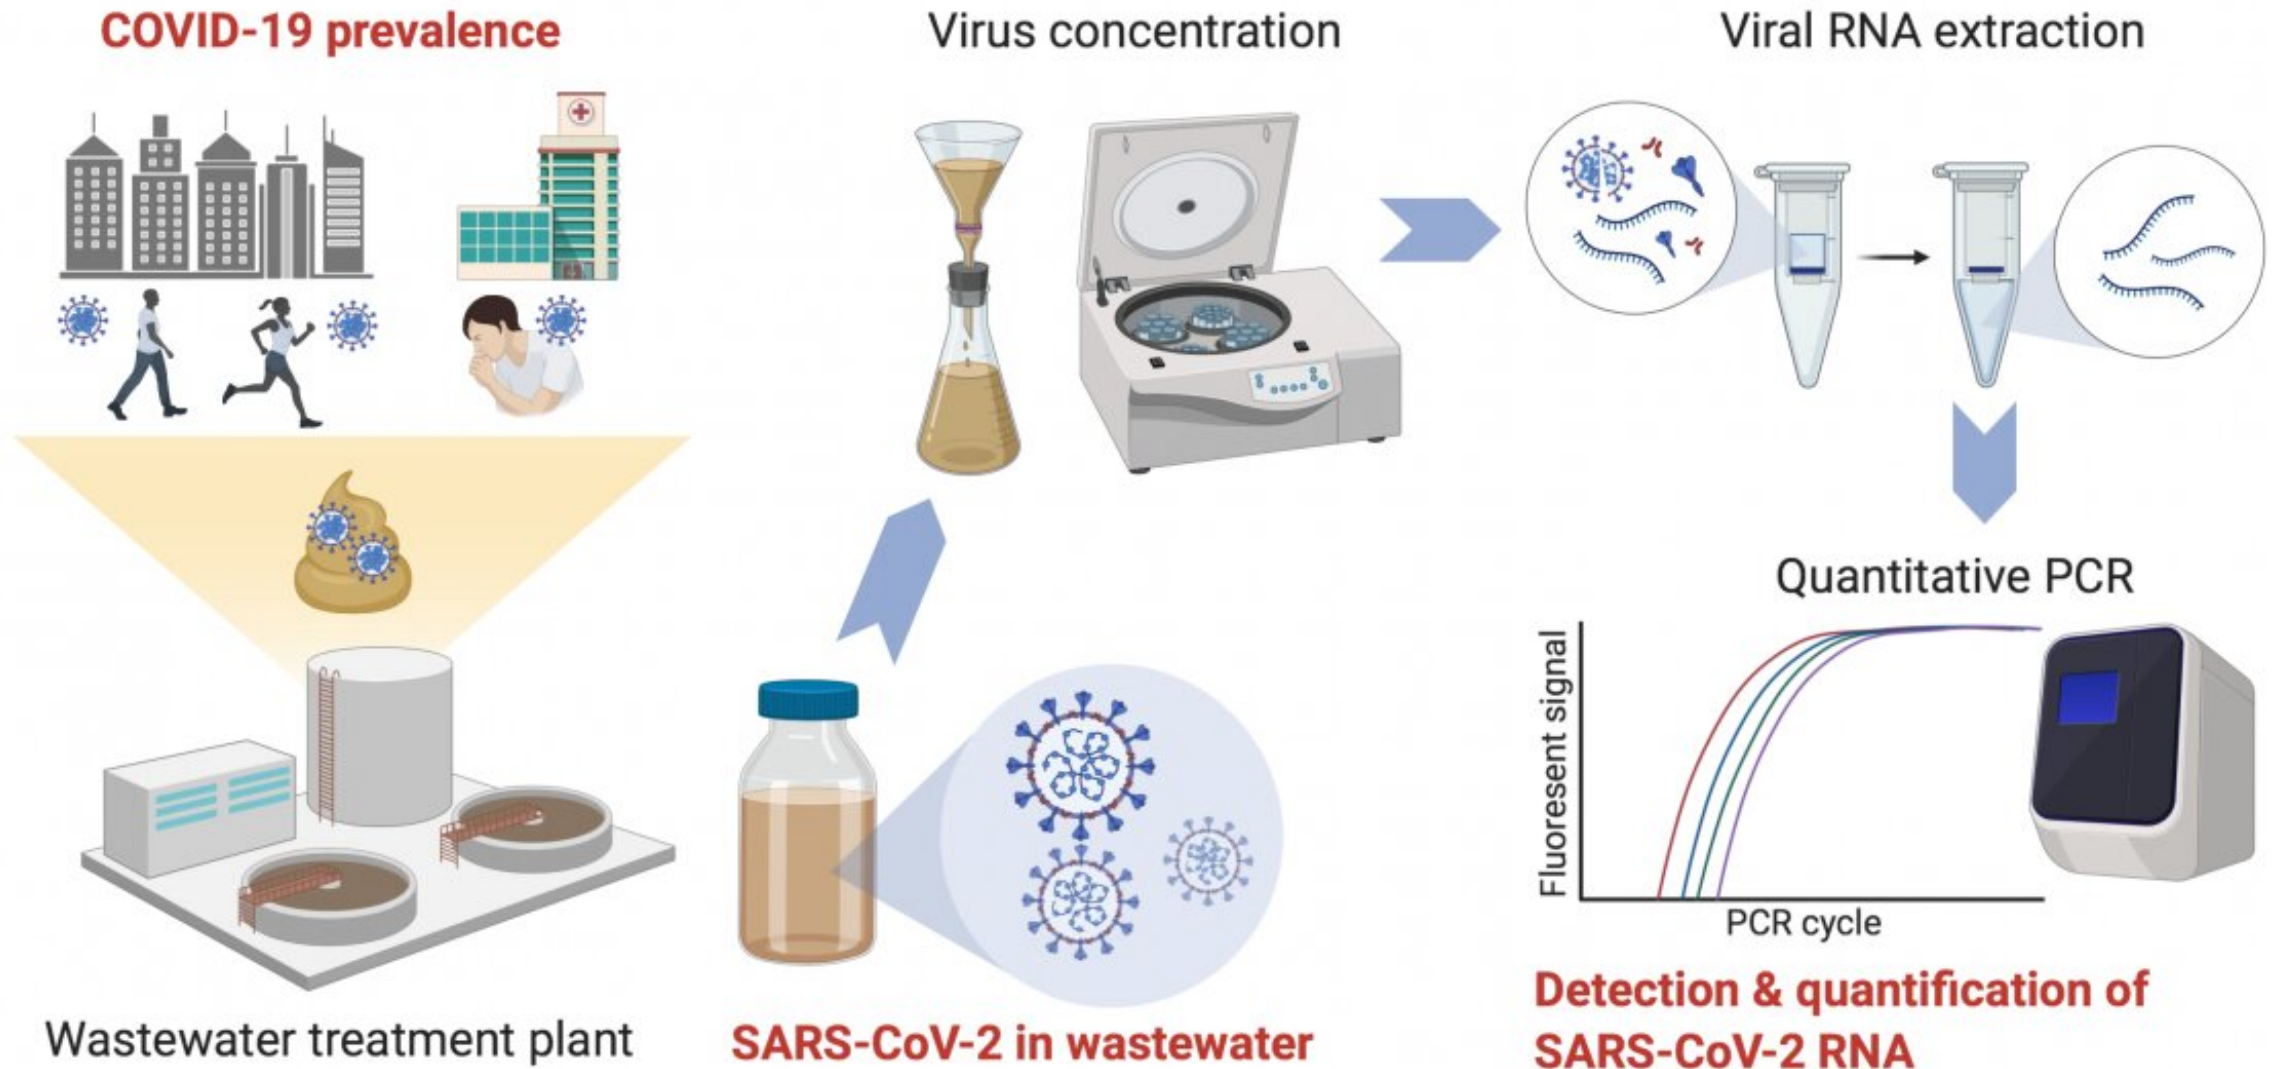 COVID-19 prevalence
Wastewater treatment plant
SARS-CoV-2 in wastewater
Virus concentration
Viral RNA extraction
Quantitative PCR
Fluorescent signal
PCR cycle
Detection & quantification of
SARS-CoV-2 RNA